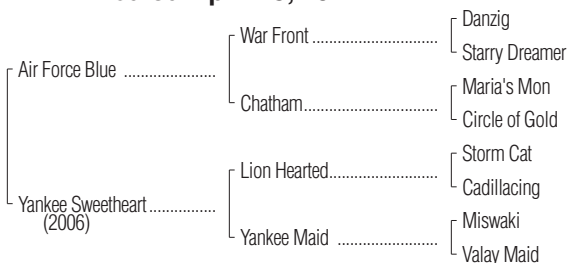 Danzig
War Front ................................
Starry Dreamer
Air Force Blue .......................
Maria's Mon
Chatham..................................
Circle of Gold
Storm Cat
Lion Hearted...........................
Cadillacing
Yankee Sweetheart .................
(2006)
Miswaki
Yankee Maid .........................
Valay Maid